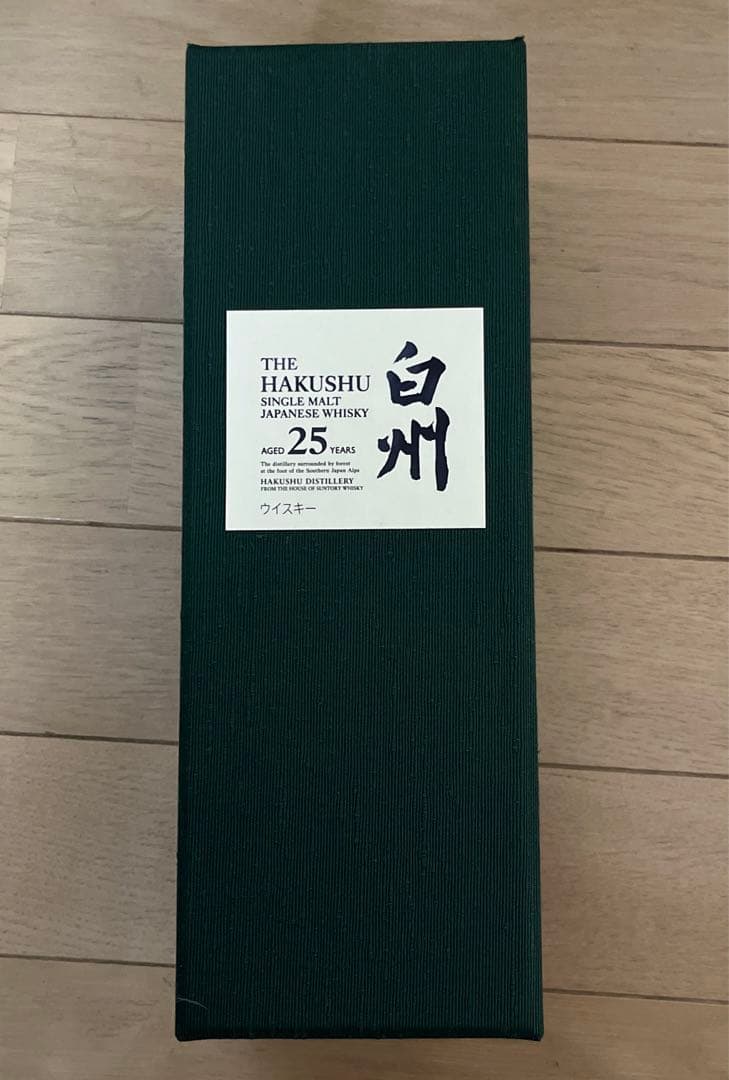 THE
HAKUSHU
SINGLE MALT
JAPANESE WHISKY
AGED 25 YEARS
The distillery surrounded by forest
at the foot of the Southern Japan Alps
HAKUSHU DISTILLERY
FROM THE HOUSE OF SUNTORY WHISKY
ウイスキー
白州